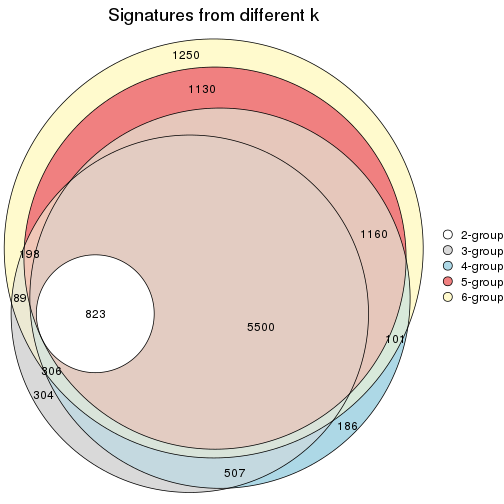 Signatures from different k
1250
1130
1160
198
89
823
5500
101
306
304
186
507
2-group
3-group
4-group
5-group
6-group